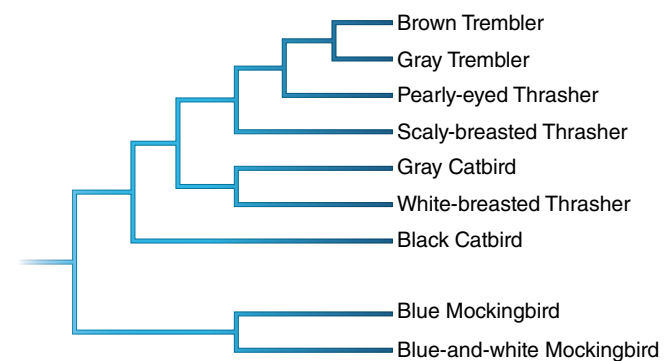 Brown Trembler
Gray Trembler
Pearly-eyed Thrasher
Scaly-breasted Thrasher
Gray Catbird
White-breasted Thrasher
Black Catbird
Blue Mockingbird
Blue-and-white Mockingbird